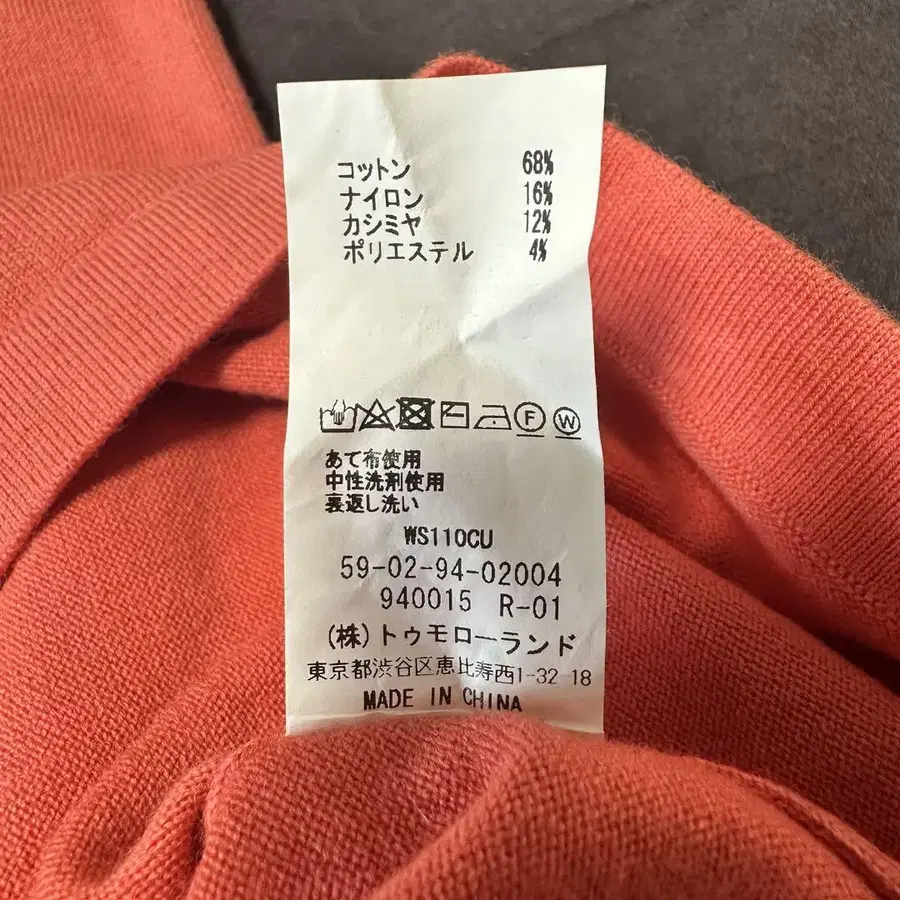 コットン 68%
ナイロン 16%
カシミヤ 12%
ポリエステル 4%
F W
あて布使用
中性洗剤使用
裏返し洗い
WS110CU
59-02-94-02004
940015 R-01
(株)トゥモローランド
東京都渋谷区恵比寿西1-32-18
MADE IN CHINA